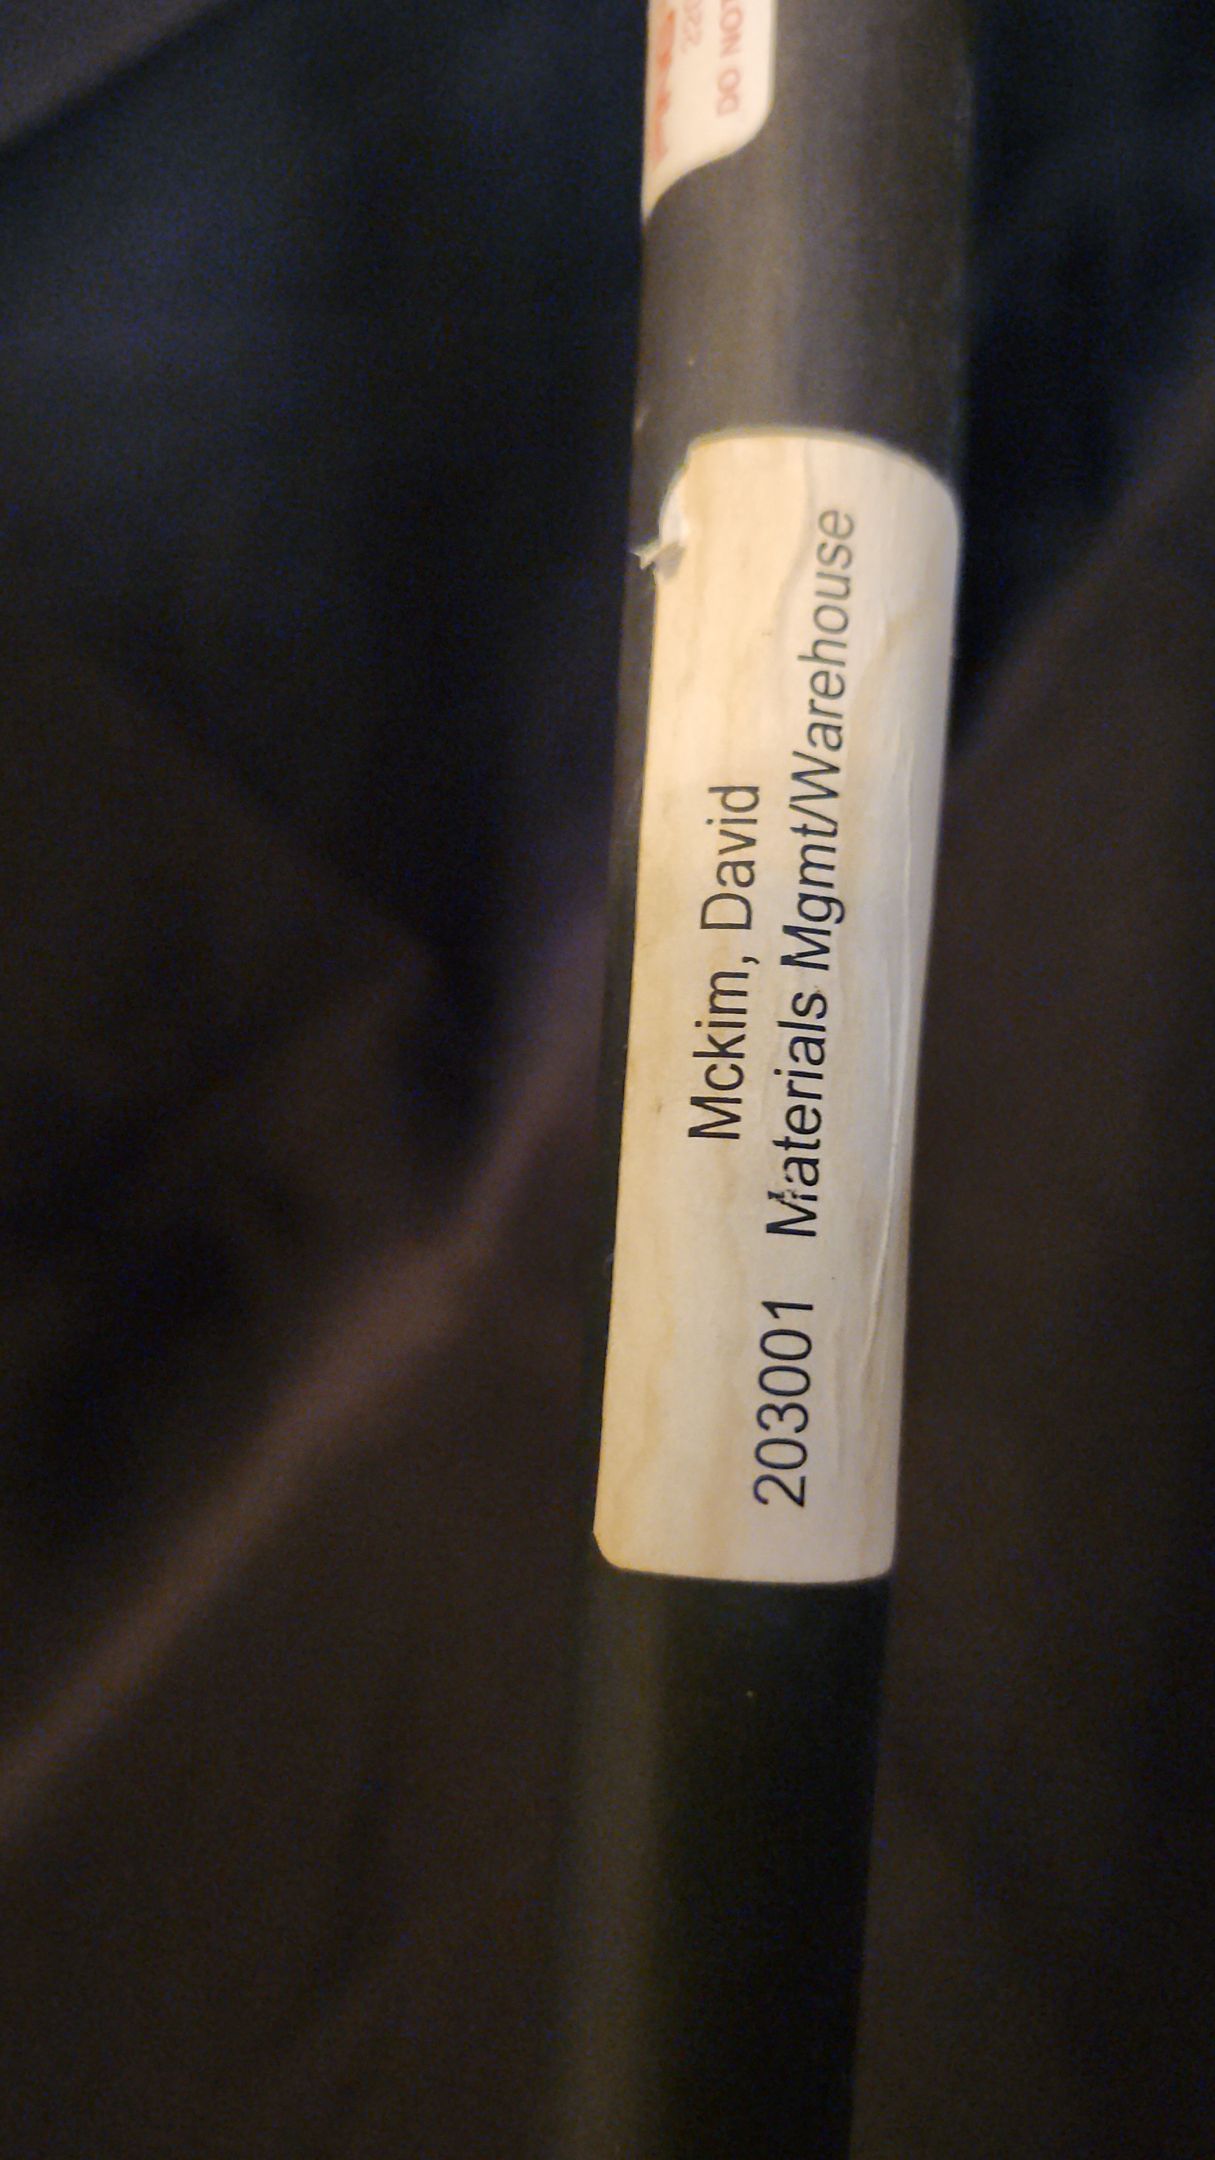 DO NOT
Mckim, David
203001 Materials Mgmt/Warehouse